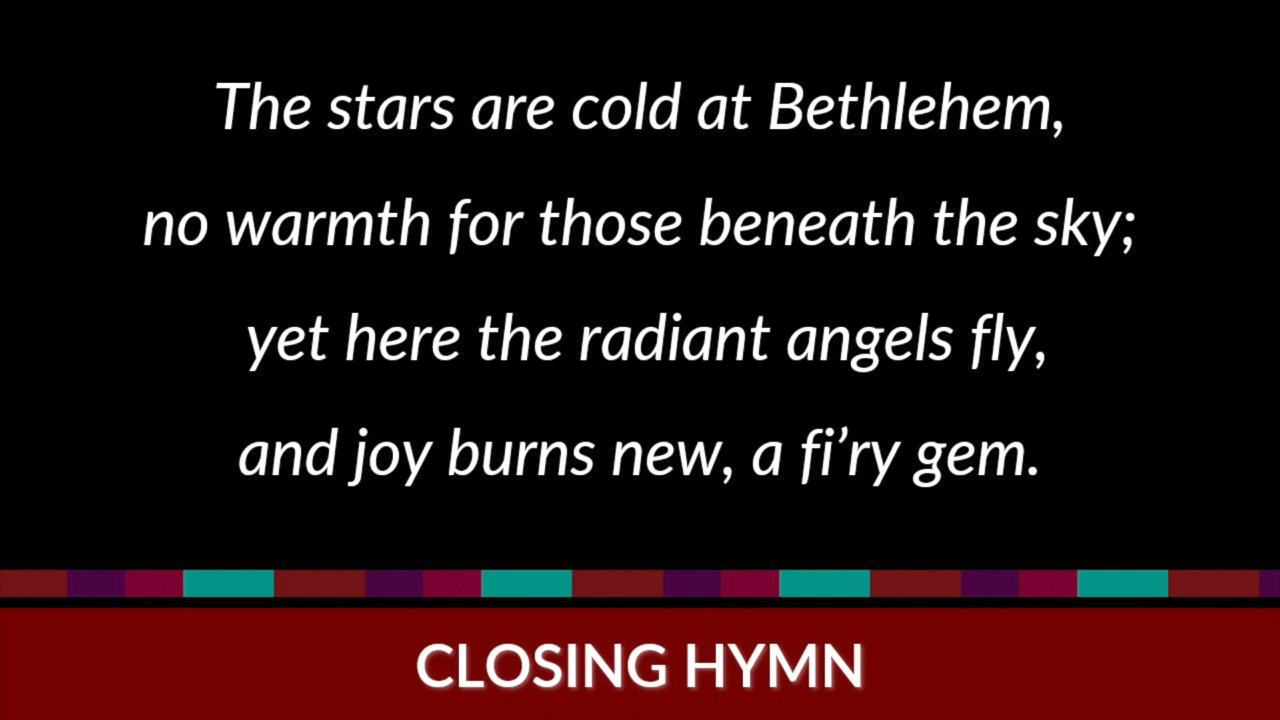 The stars are cold at Bethlehem,
no warmth for those beneath the sky;
yet here the radiant angels fly,
and joy burns new, a fi’ry gem.
CLOSING HYMN